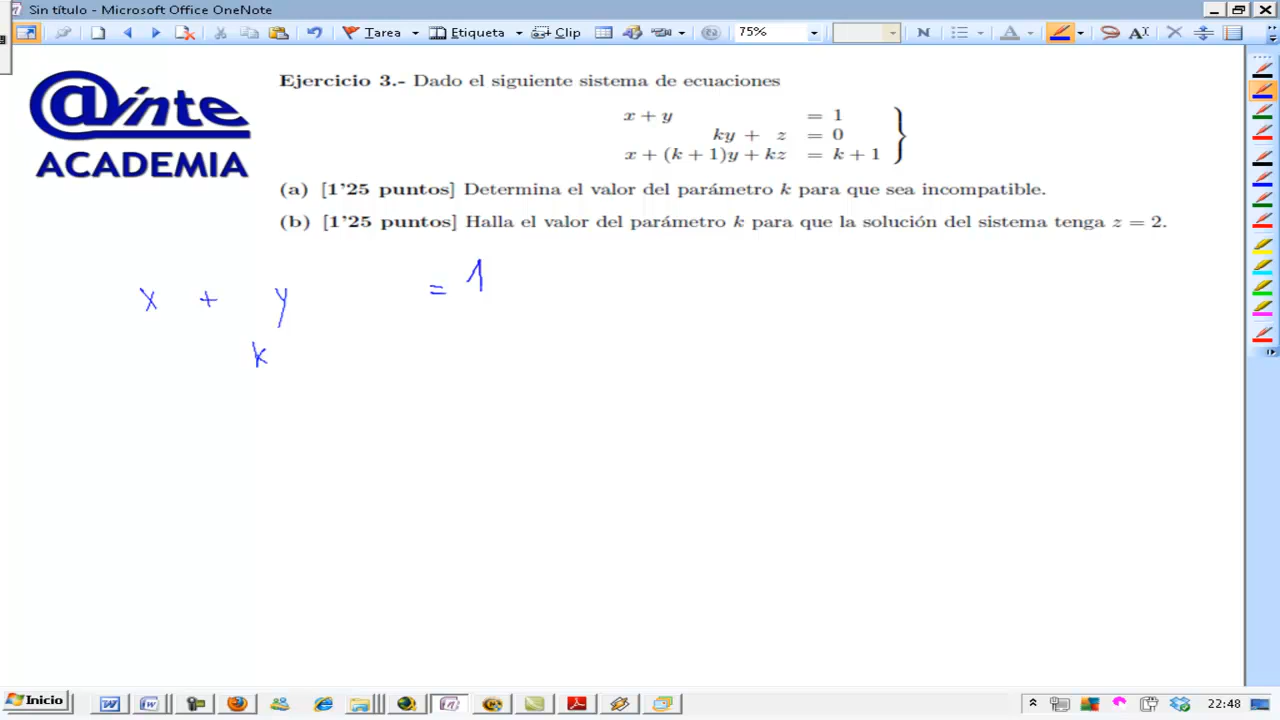 Sin título - Microsoft Office OneNote
Tarea Etiqueta Clip 75% N A A
@inte ACADEMIA
Ejercicio 3.- Dado el siguiente sistema de ecuaciones
x + y = 1
ky + z = 0
x + (k + 1)y + kz = k + 1
(a) [1'25 puntos] Determina el valor del parámetro k para que sea incompatible.
(b) [1'25 puntos] Halla el valor del parámetro k para que la solución del sistema tenga z = 2.
x + y = 1
k
Inicio 22:48